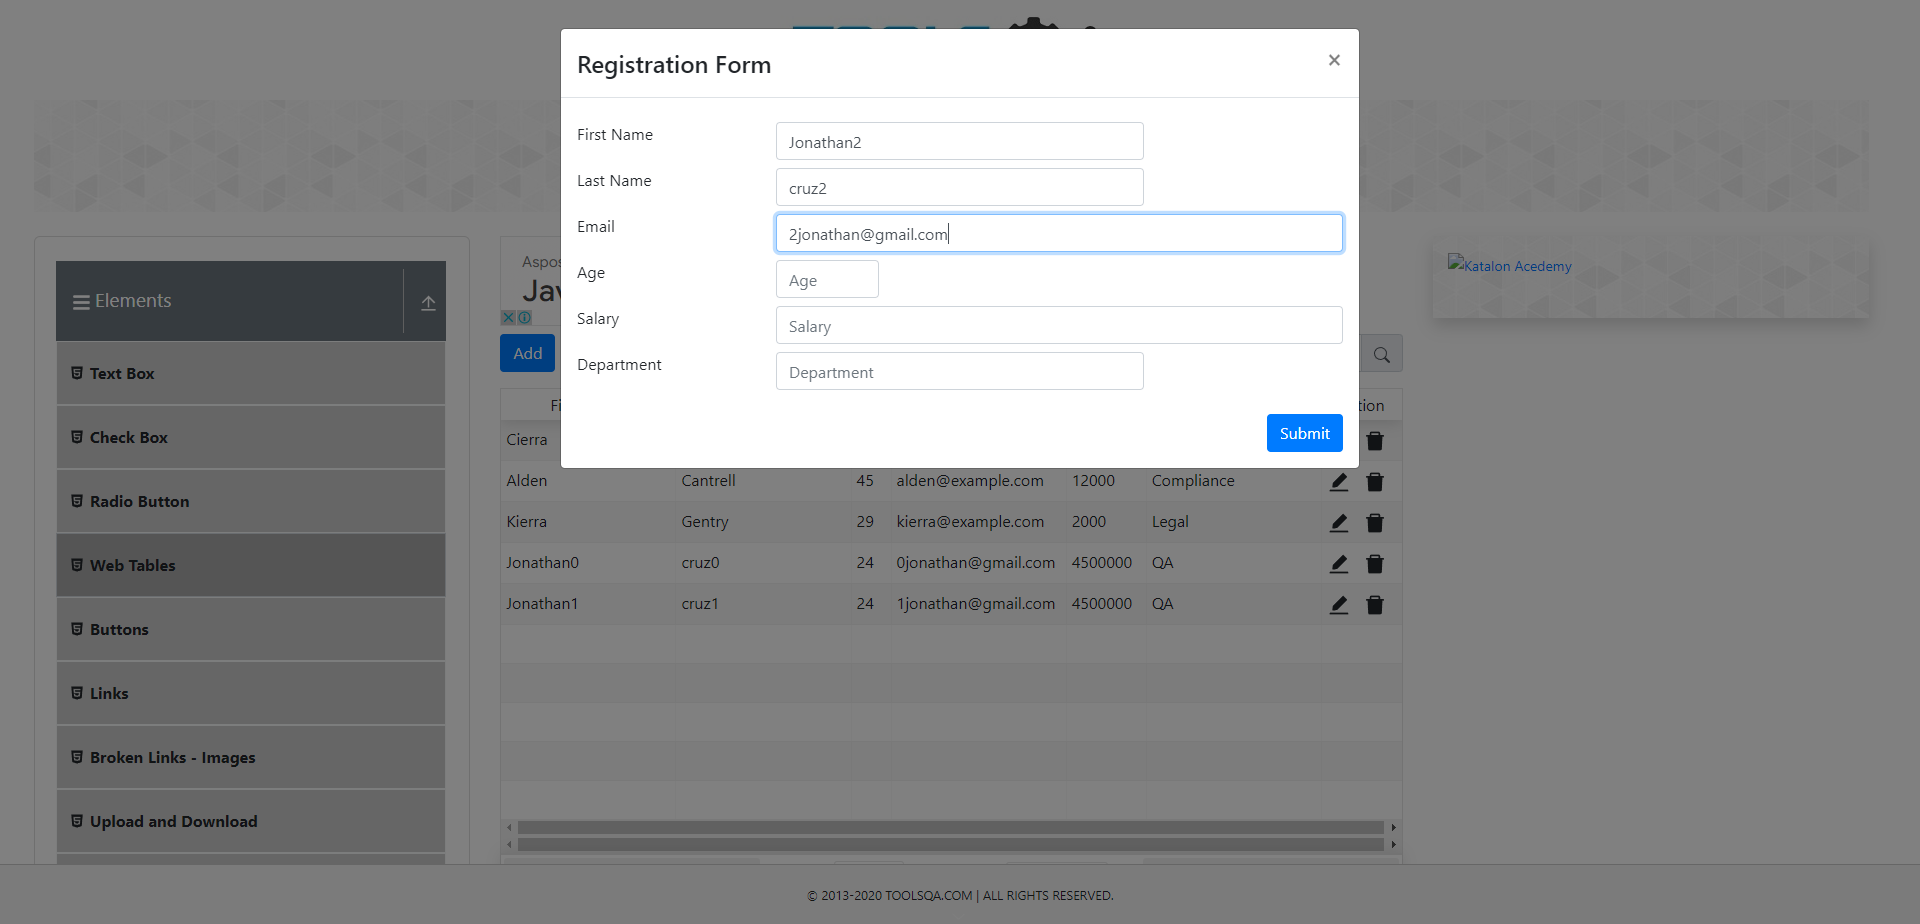 Registration Form
×
First Name
Jonathan2
Last Name
cruz2
Email
2jonathan@gmail.com
Age
Age
Salary
Salary
Department
Department
Submit
Elements
Text Box
Check Box
Radio Button
Web Tables
Buttons
Links
Broken Links - Images
Upload and Download
Add
Cierra
Alden Cantrell 45 alden@example.com 12000 Compliance
Kierra Gentry 29 kierra@example.com 2000 Legal
Jonathan0 cruz0 24 0jonathan@gmail.com 4500000 QA
Jonathan1 cruz1 24 1jonathan@gmail.com 4500000 QA
Katalon Acedemy
© 2013-2020 TOOLSQA.COM | ALL RIGHTS RESERVED.